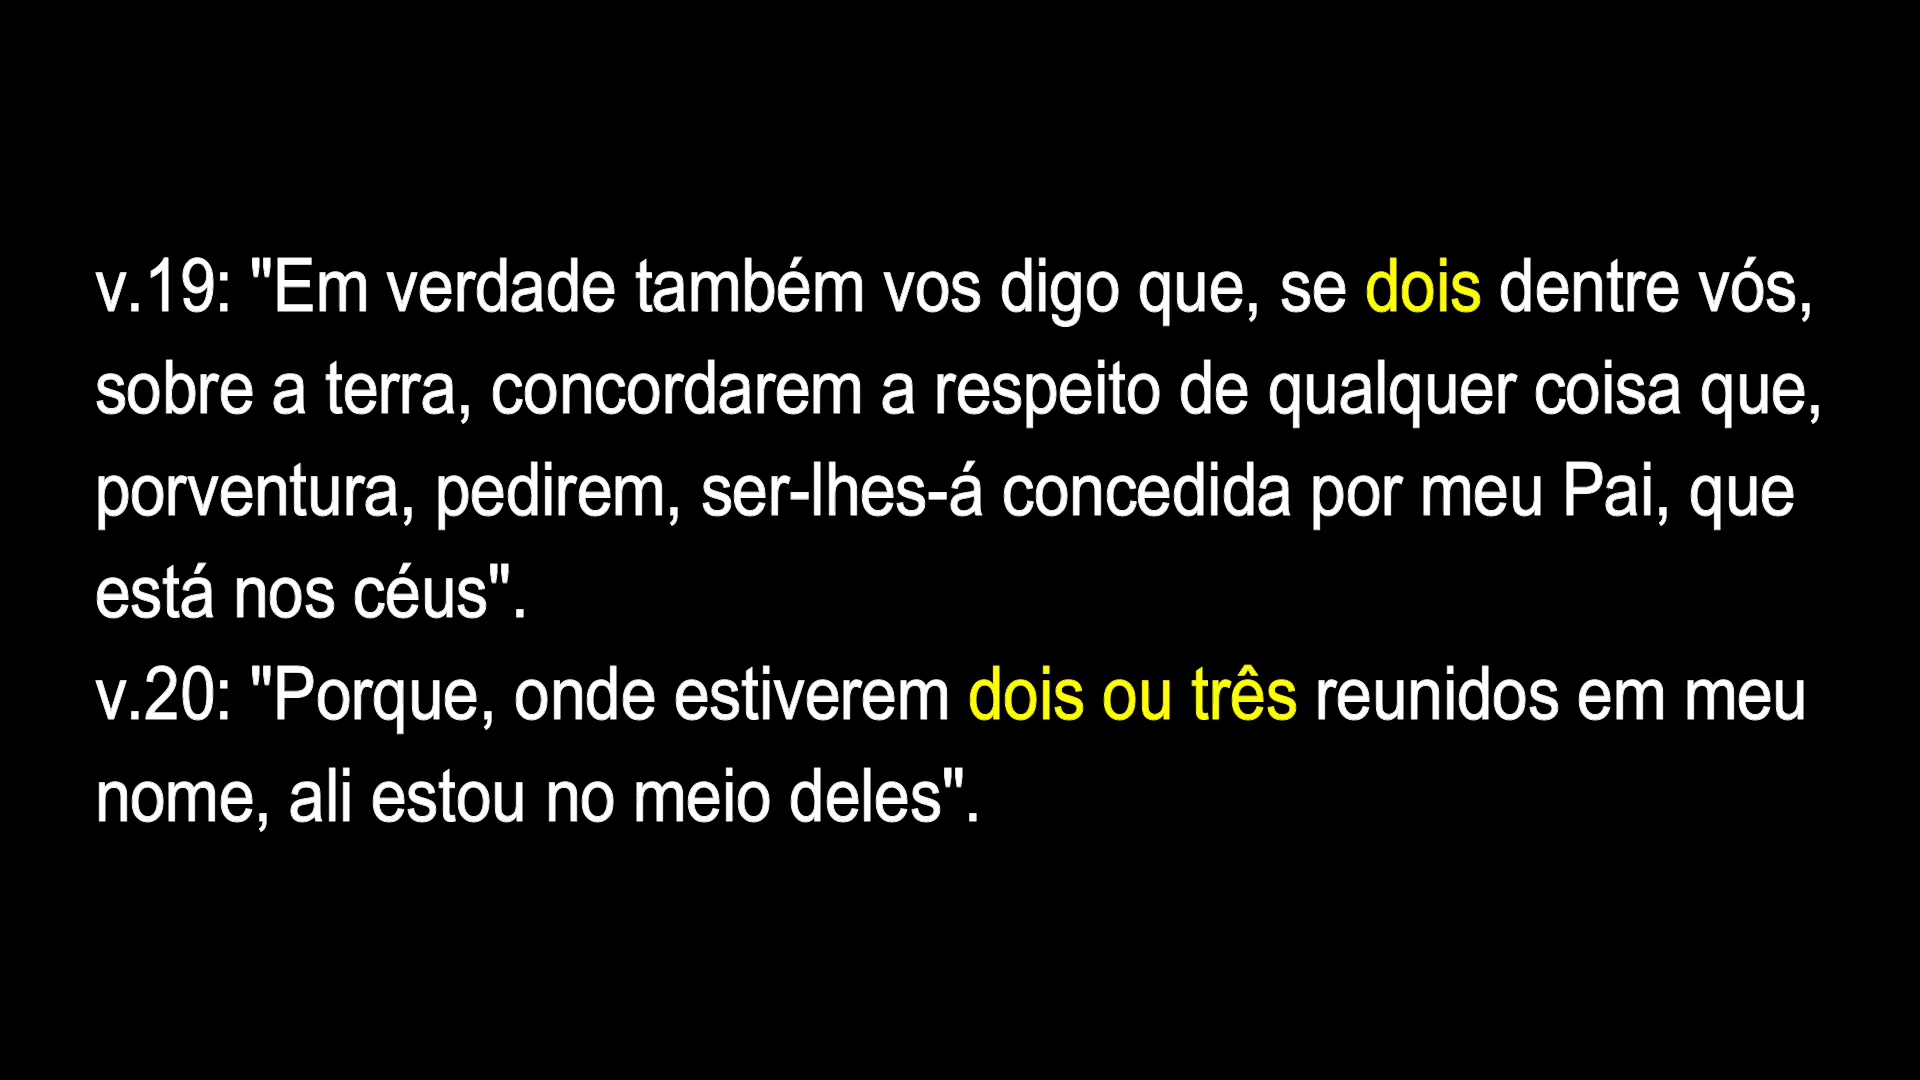 v.19: "Em verdade também vos digo que, se dois dentre vós,
sobre a terra, concordarem a respeito de qualquer coisa que,
porventura, pedirem, ser-lhes-á concedida por meu Pai, que
está nos céus".
v.20: "Porque, onde estiverem dois ou três reunidos em meu
nome, ali estou no meio deles".